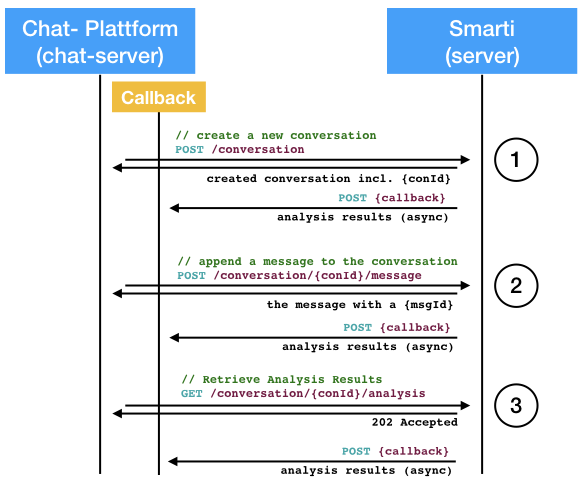 Chat- Plattform
(chat-server)
Smarti
(server)
Callback
// create a new conversation
POST /conversation
1
created conversation incl. {conId}
POST {callback}
analysis results (async)
// append a message to the conversation
POST /conversation/{conId}/message
2
the message with a {msgId}
POST {callback}
analysis results (async)
// Retrieve Analysis Results
GET /conversation/{conId}/analysis
3
202 Accepted
POST {callback}
analysis results (async)